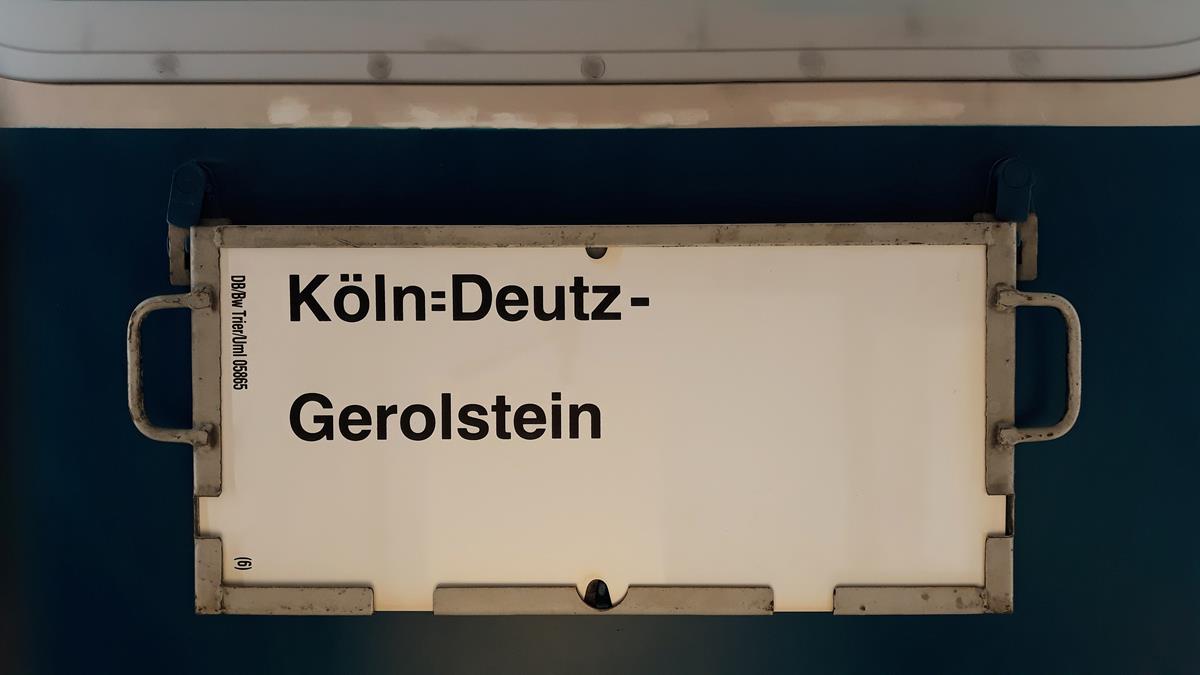 Köln=Deutz-
Gerolstein
DB/Bw Trier/Uml 05865
(6)